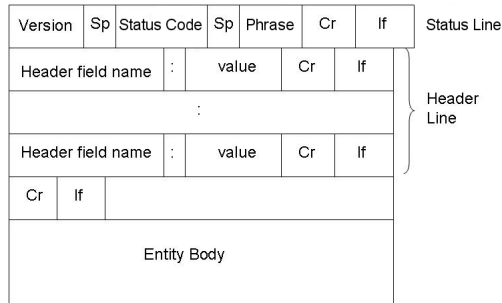 Version Sp Status Code Sp Phrase Cr lf Status Line
Header field name : value Cr lf
Header
Line
:
Header field name : value Cr lf
Cr lf
Entity Body